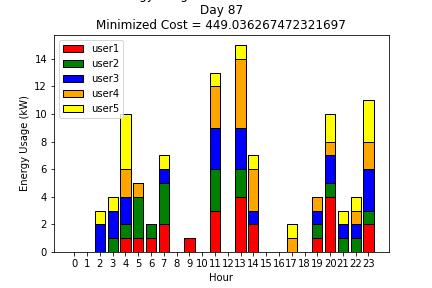 Day 87
Minimized Cost = 449.036267472321697
user1
user2
user3
user4
user5
Energy Usage (kW)
14
12
10
8
6
4
2
0
0 1 2 3 4 5 6 7 8 9 10 11 12 13 14 15 16 17 18 19 20 21 22 23
Hour